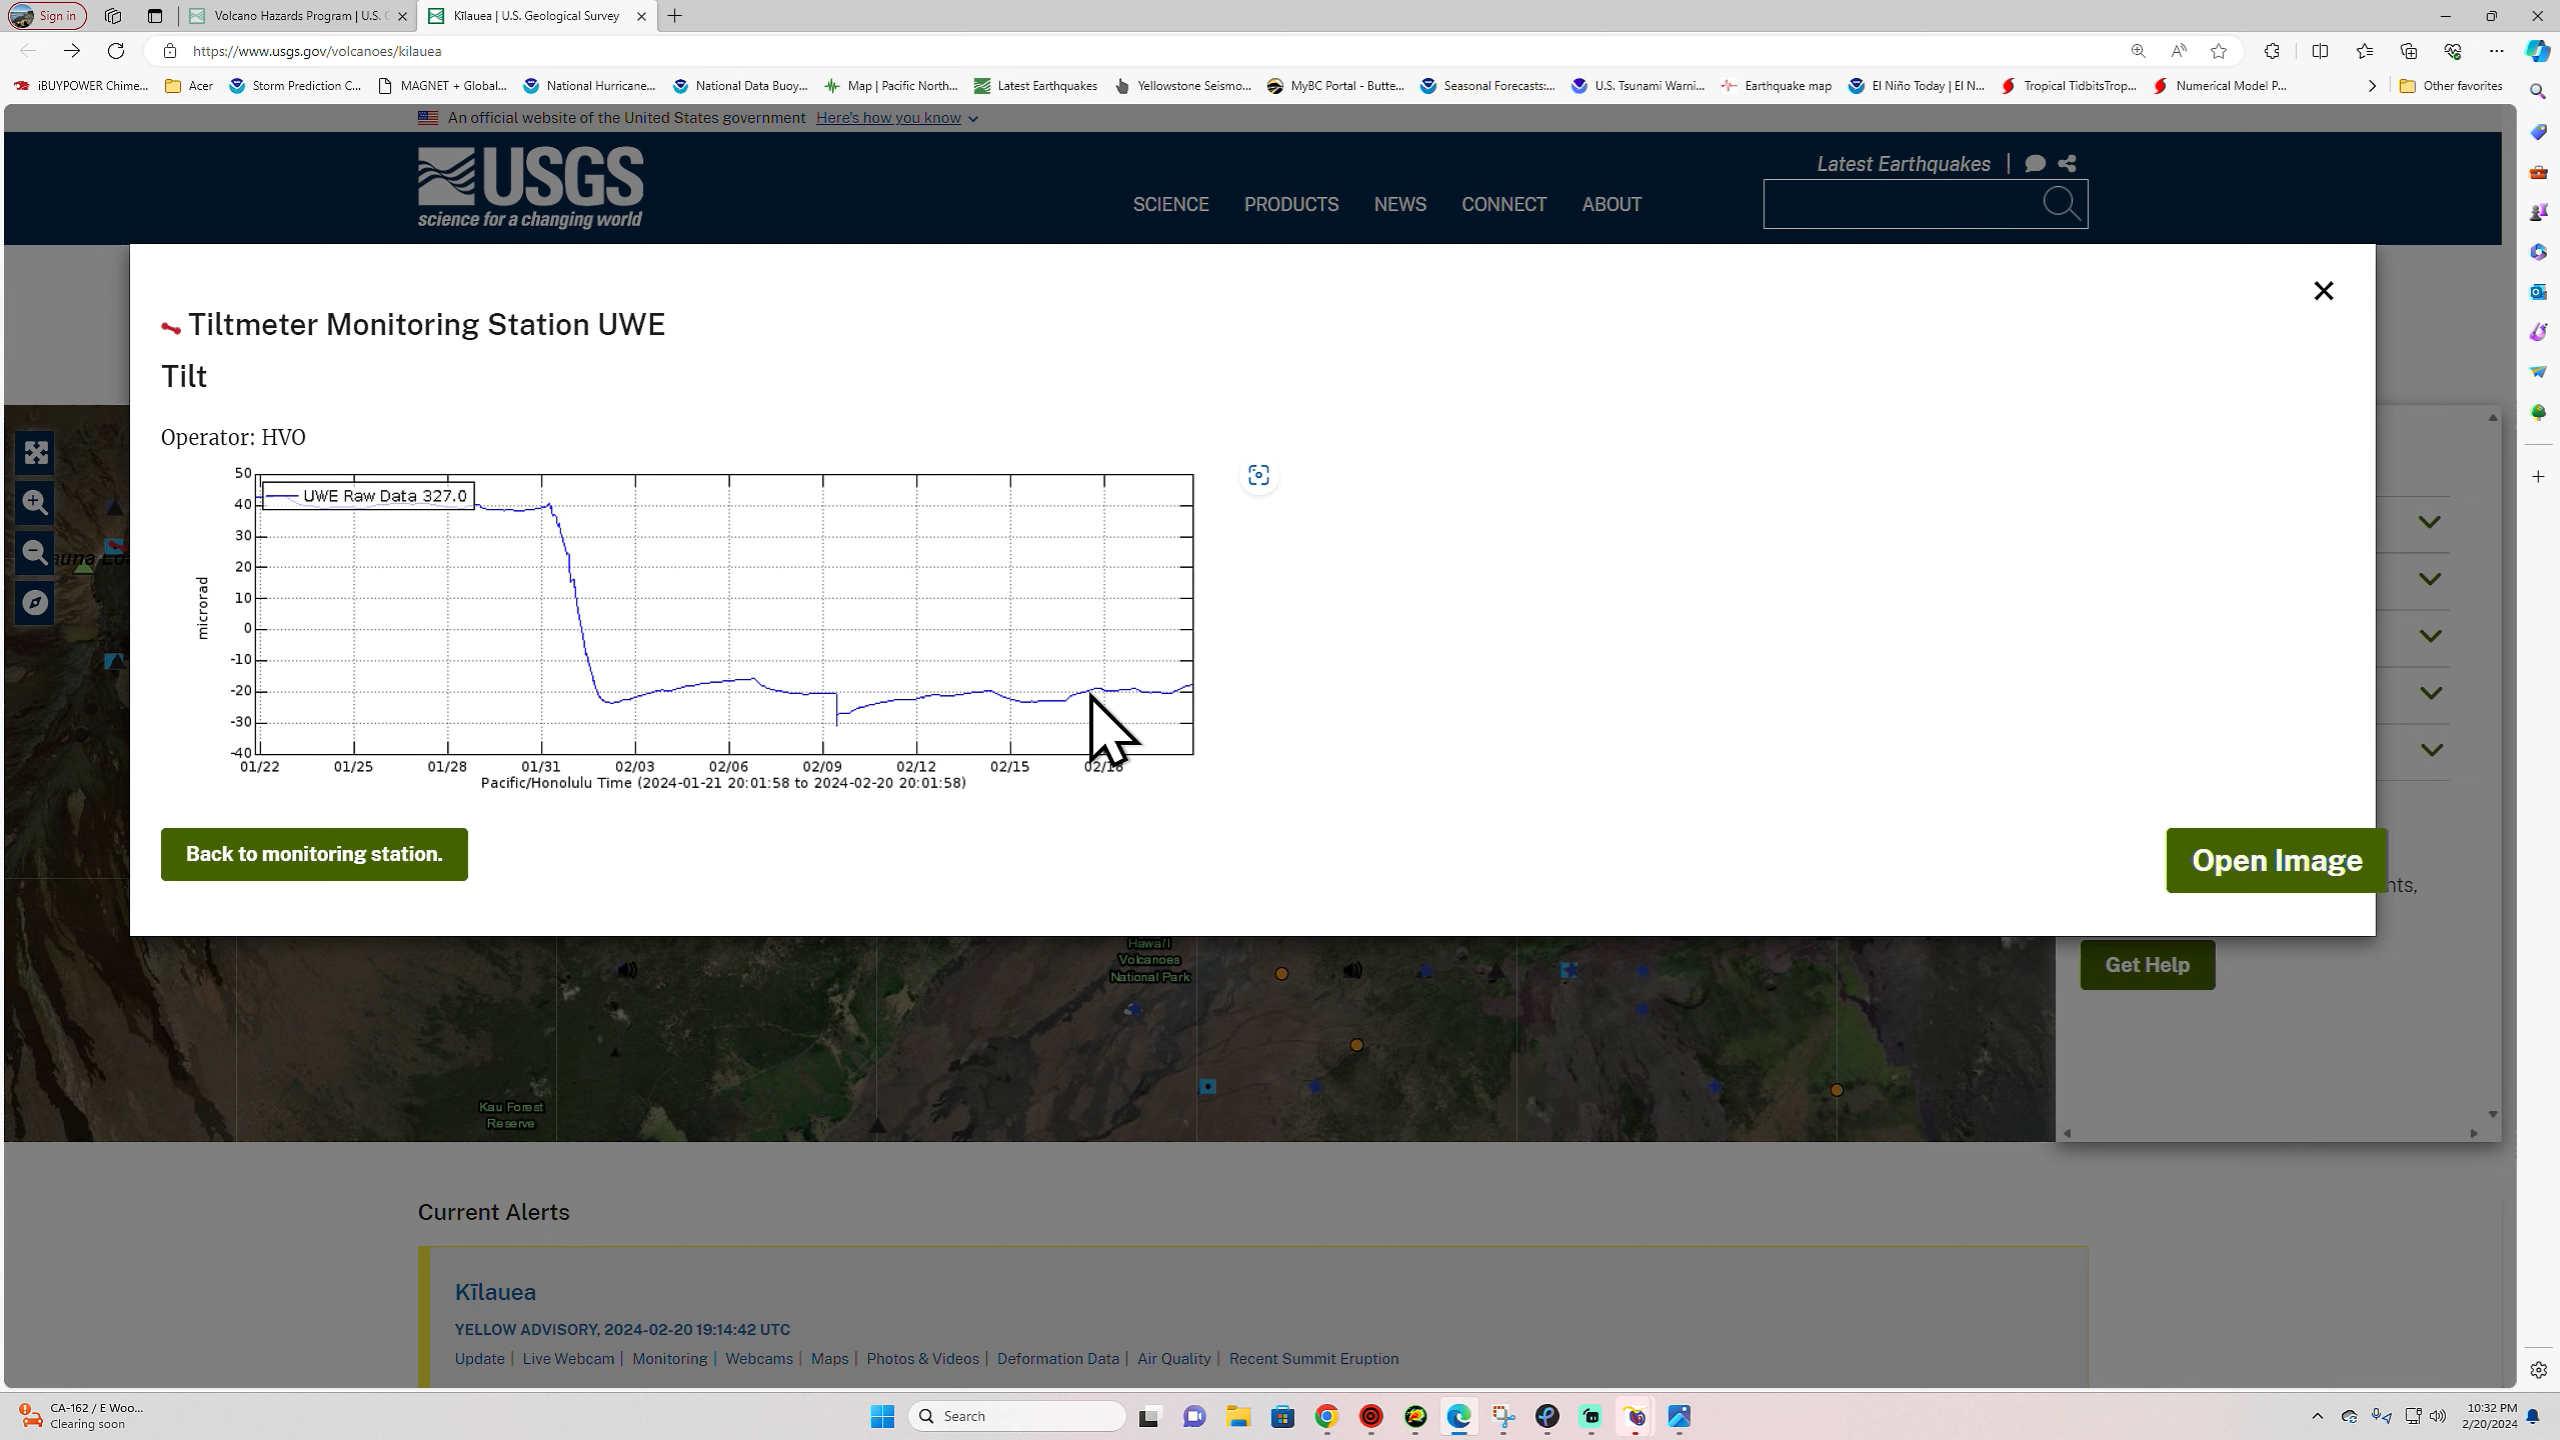 Sign in
Volcano Hazards Program | U.S. G
Kīlauea | U.S. Geological Survey
https://www.usgs.gov/volcanoes/kilauea
iBUYPOWER Chime...
Acer
Storm Prediction C...
MAGNET + Global...
National Hurricane...
National Data Buoy...
Map | Pacific North...
Latest Earthquakes
Yellowstone Seismo...
MyBC Portal - Butte...
Seasonal Forecasts:...
U.S. Tsunami Warni...
Earthquake map
El Niño Today | El N...
Tropical TidbitsTrop...
Numerical Model P...
Other favorites
An official website of the United States government Here's how you know
USGS
science for a changing world
Latest Earthquakes |
SCIENCE PRODUCTS NEWS CONNECT ABOUT
Tiltmeter Monitoring Station UWE
Tilt
Operator: HVO
UWE Raw Data 327.0
50
40
30
20
10
0
-10
-20
-30
-40
microrad
01/22 01/25 01/28 01/31 02/03 02/06 02/09 02/12 02/15 02/18
Pacific/Honolulu Time (2024-01-21 20:01:58 to 2024-02-20 20:01:58)
Back to monitoring station.
Open Image
nts,
Get Help
Hawai'i
Volcanoes
National Park
Kau Forest
Reserve
Current Alerts
Kīlauea
YELLOW ADVISORY, 2024-02-20 19:14:42 UTC
Update | Live Webcam | Monitoring | Webcams | Maps | Photos & Videos | Deformation Data | Air Quality | Recent Summit Eruption
CA-162 / E Woo...
Clearing soon
Search
10:32 PM
2/20/2024